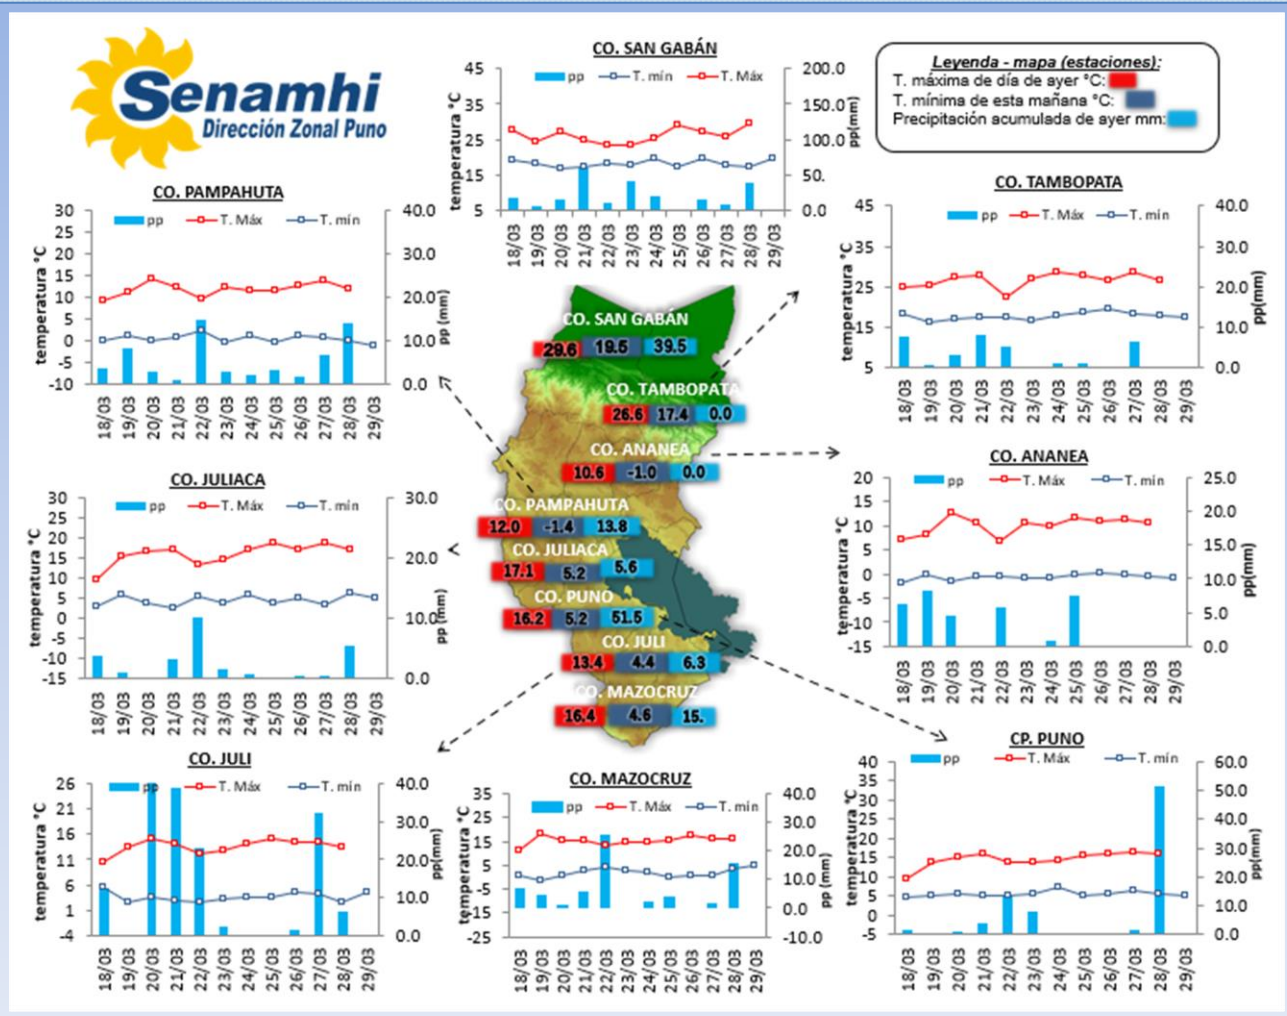 Senamhi
Dirección Zonal Puno
CO. SAN GABÁN
pp T. mín T. Máx
temperatura °C
45
35
25
15
5
200.0
150.0
100.0
50.
0.0
pp(mm)
18/03 19/03 20/03 21/03 22/03 23/03 24/03 25/03 26/03 27/03 28/03 29/03
Leyenda - mapa (estaciones):
T. máxima de día de ayer °C:
T. mínima de esta mañana °C:
Precipitación acumulada de ayer mm:
CO. PAMPAHUTA
pp T. Máx T. mín
temperatura °C
30
25
20
15
10
5
0
-5
-10
40.0
30.0
20.0
10.0
0.0
pp (mm)
18/03 19/03 20/03 21/03 22/03 23/03 24/03 25/03 26/03 27/03 28/03 29/03
CO. TAMBOPATA
pp T. Máx T. mín
temperatura °C
45
35
25
15
5
40.0
30.0
20.0
10.0
0.0
pp(mm)
18/03 19/03 20/03 21/03 22/03 23/03 24/03 25/03 26/03 27/03 28/03 29/03
CO. SAN GABÁN
29.6 19.5 39.5
CO. TAMBOPATA
26.6 17.4 0.0
CO. ANANEA
10.6 -1.0 0.0
CO. PAMPAHUTA
12.0 -1.4 13.8
CO. JULIACA
17.1 5.2 5.6
CO. PUNO
16.2 5.2 51.5
CO. JULI
13.4 4.4 6.3
CO. MAZOCRUZ
16.4 4.6 15.
CO. JULIACA
pp T. Máx T. mín
temperatura °C
30
25
20
15
10
5
0
-5
-10
-15
30.0
20.0
10.0
0.0
pp (mm)
18/03 19/03 20/03 21/03 22/03 23/03 24/03 25/03 26/03 27/03 28/03 29/03
CO. ANANEA
pp T. Máx T. mín
temperatura °C
20
15
10
5
0
-5
-10
-15
25.0
20.0
15.0
10.0
5.0
0.0
pp(mm)
18/03 19/03 20/03 21/03 22/03 23/03 24/03 25/03 26/03 27/03 28/03 29/03
CO. JULI
pp T. Máx T. mín
temperatura °C
26
21
16
11
6
1
-4
40.0
30.0
20.0
10.0
0.0
pp(mm)
18/03 19/03 20/03 21/03 22/03 23/03 24/03 25/03 26/03 27/03 28/03 29/03
CO. MAZOCRUZ
pp T. Máx T. mín
temperatura °C
35
25
15
5
-5
-15
-25
40.0
30.0
20.0
10.0
0.0
-10.0
pp (mm)
18/03 19/03 20/03 21/03 22/03 23/03 24/03 25/03 26/03 27/03 28/03 29/03
CP. PUNO
pp T. Máx T. mín
temperatura °C
40
35
30
25
20
15
10
5
0
-5
60.0
50.0
40.0
30.0
20.0
10.0
0.0
pp(mm)
18/03 19/03 20/03 21/03 22/03 23/03 24/03 25/03 26/03 27/03 28/03 29/03